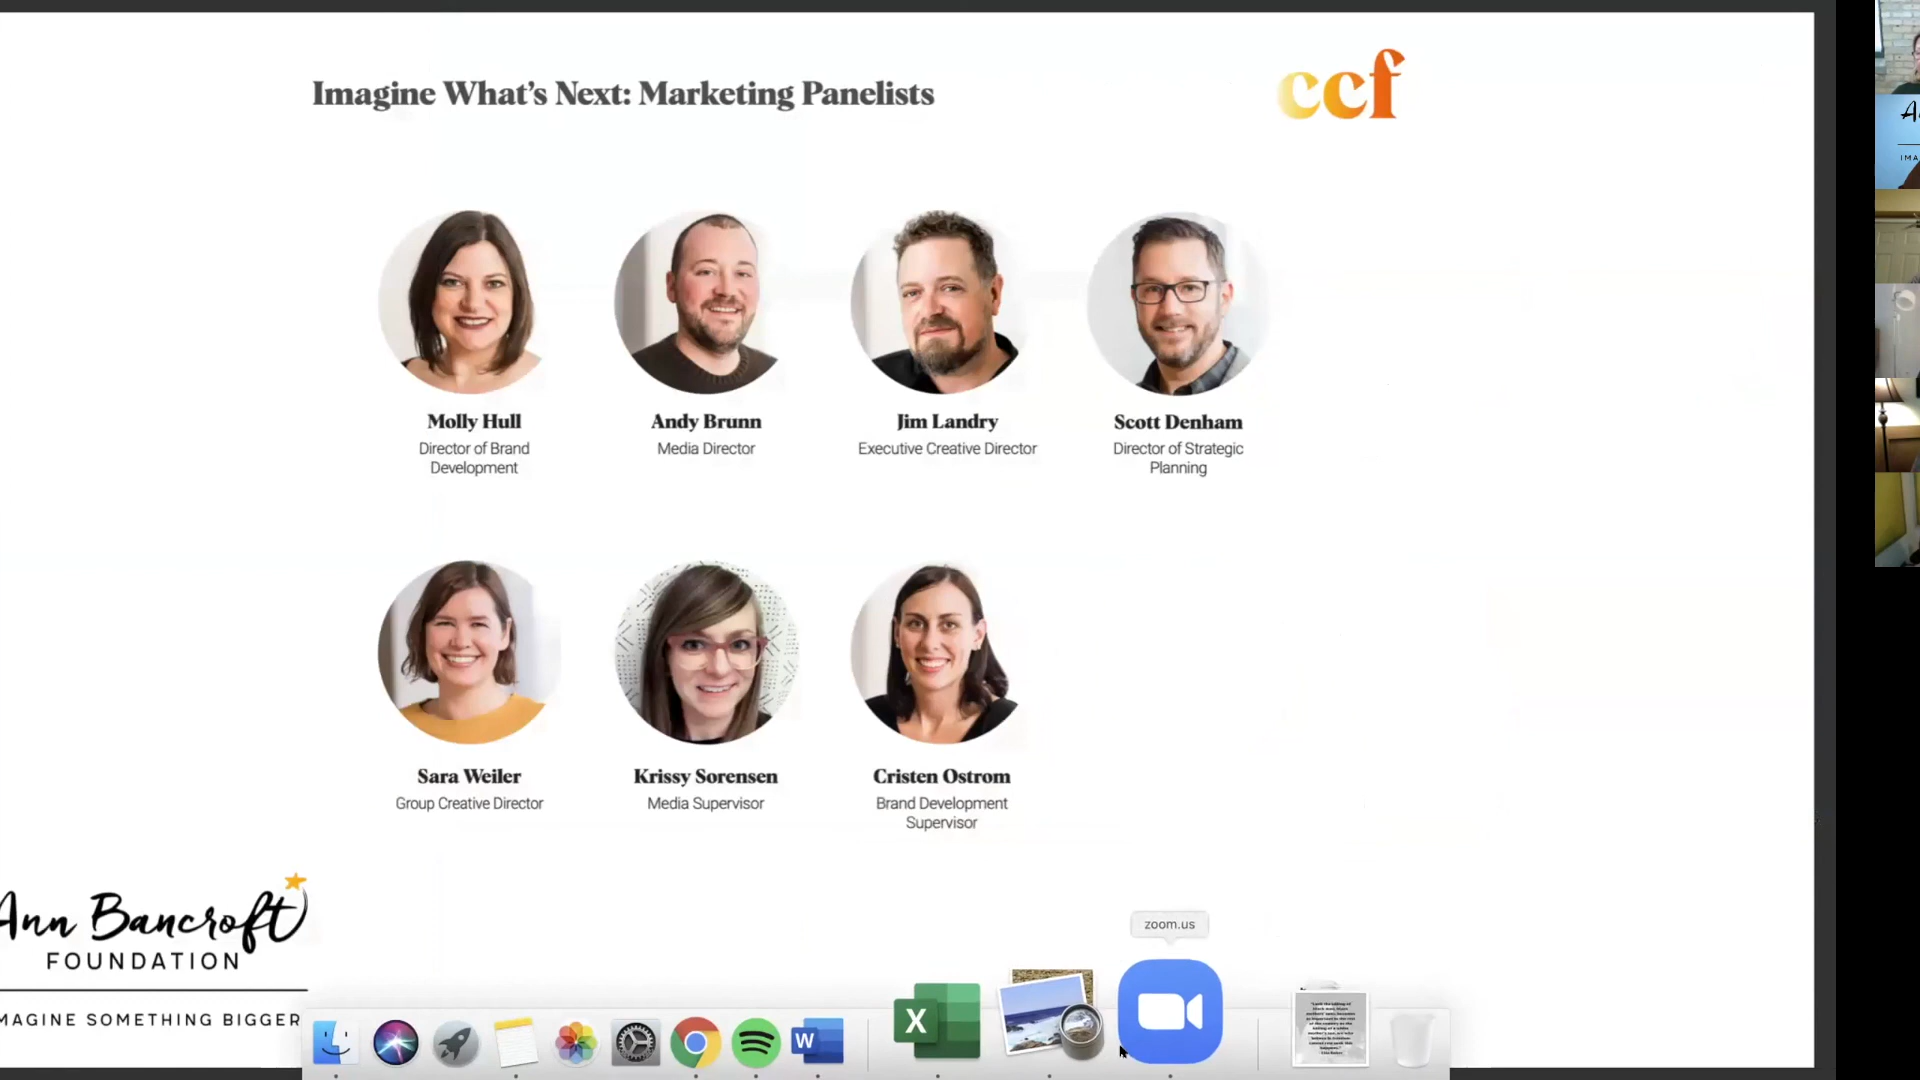 Imagine What's Next: Marketing Panelists
ccf
Molly Hull
Director of Brand
Development
Andy Brunn
Media Director
Jim Landry
Executive Creative Director
Scott Denham
Director of Strategic
Planning
Sara Weiler
Group Creative Director
Krissy Sorensen
Media Supervisor
Cristen Ostrom
Brand Development
Supervisor
Ann Bancroft
FOUNDATION
MAGINE SOMETHING BIGGER
zoom.us
W
X
A
IMA